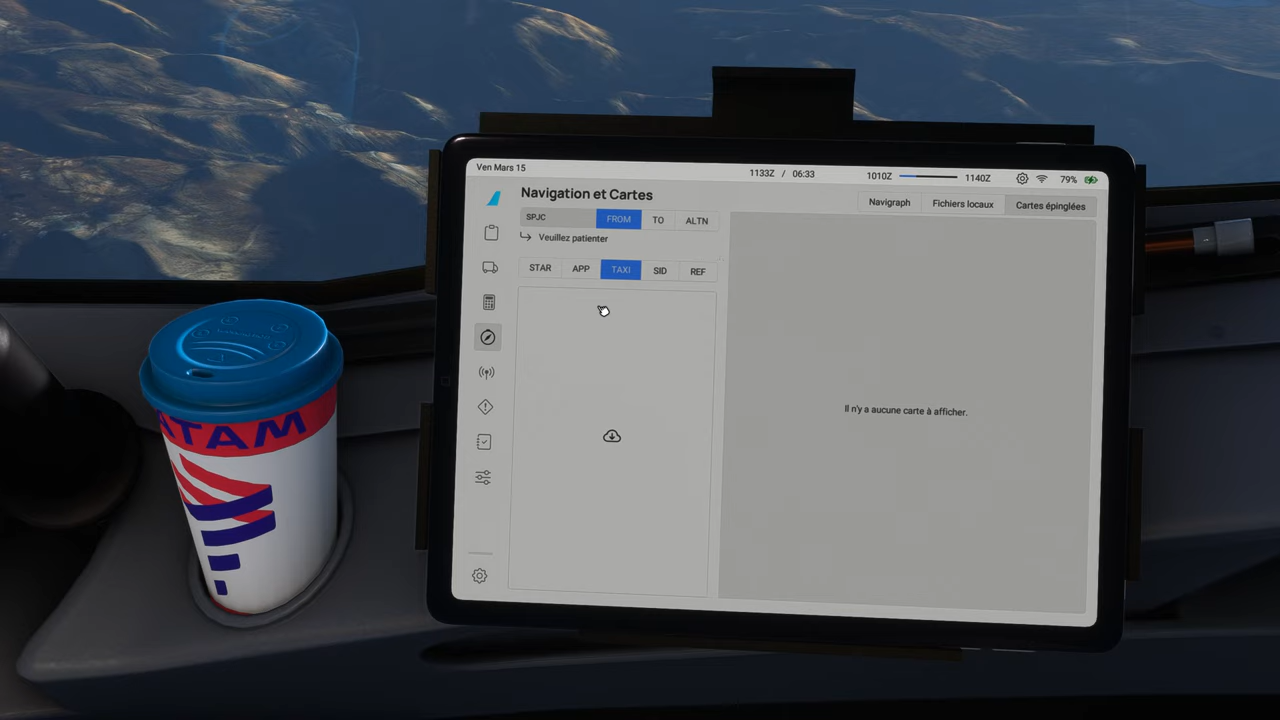 Ven Mars 15
1133Z / 06:33
1010Z
1140Z
79%
Navigation et Cartes
Navigraph
Fichiers locaux
Cartes épinglées
SPJC
FROM
TO
ALTN
Veuillez patienter
STAR
APP
TAXI
SID
REF
Il n'y a aucune carte à afficher.
LATAM